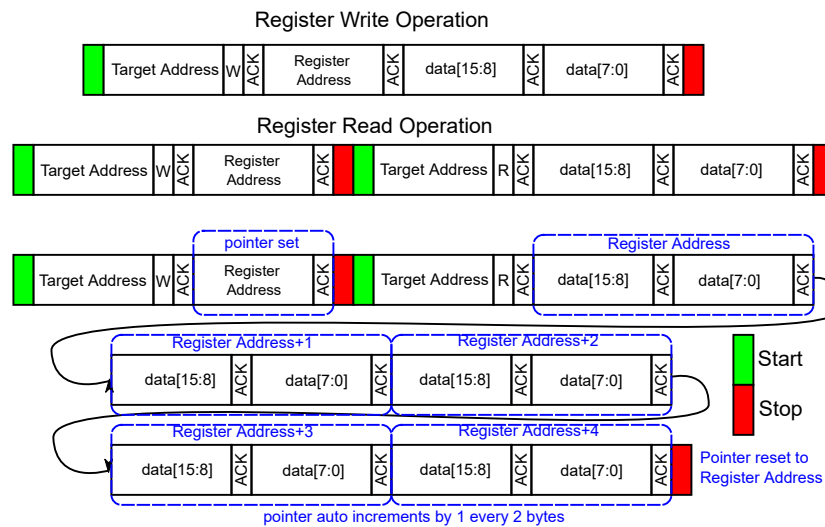 Register Write Operation
Target Address W ACK Register Address ACK data[15:8] ACK data[7:0] ACK
Register Read Operation
Target Address W ACK Register Address ACK Target Address R ACK data[15:8] ACK data[7:0] ACK
pointer set Register Address
Target Address W ACK Register Address ACK Target Address R ACK data[15:8] ACK data[7:0] ACK
Register Address+1 Register Address+2
data[15:8] ACK data[7:0] ACK data[15:8] ACK data[7:0] ACK
Start
Stop
Register Address+3 Register Address+4
data[15:8] ACK data[7:0] ACK data[15:8] ACK data[7:0] ACK
Pointer reset to
Register Address
pointer auto increments by 1 every 2 bytes